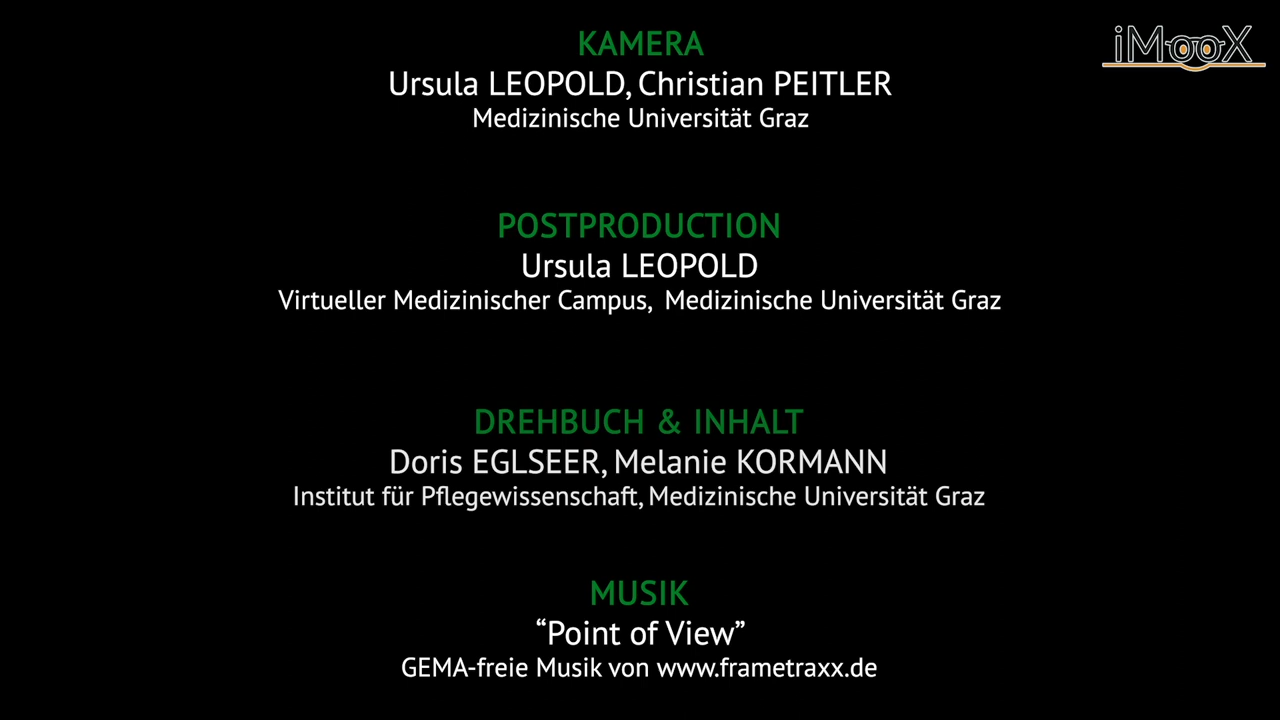 iMooX
KAMERA
Ursula LEOPOLD, Christian PEITLER
Medizinische Universität Graz
POSTPRODUCTION
Ursula LEOPOLD
Virtueller Medizinischer Campus, Medizinische Universität Graz
DREHBUCH & INHALT
Doris EGLSEER, Melanie KORMANN
Institut für Pflegewissenschaft, Medizinische Universität Graz
MUSIK
“Point of View”
GEMA-freie Musik von www.frametraxx.de